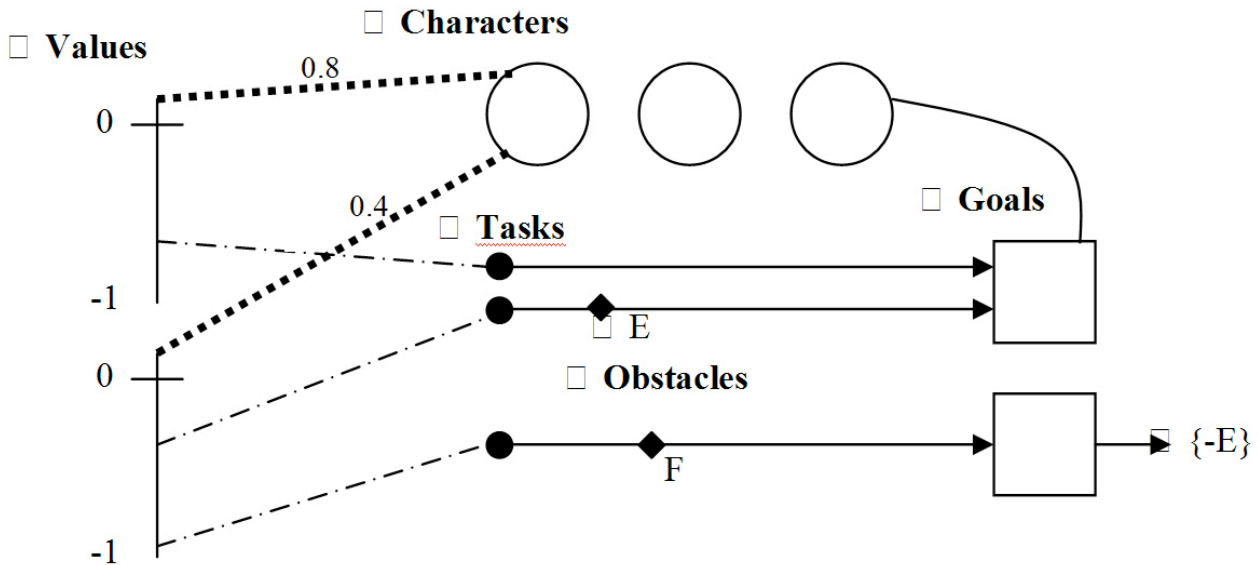 Characters
Values
0.8
0
0.4
Goals
Tasks
-1
E
0
Obstacles
{-E}
F
-1